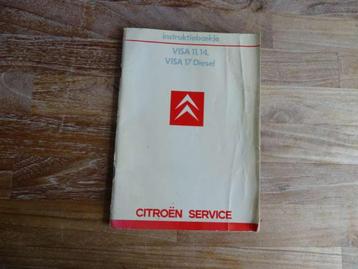 instruktieboekje
VISA 11, 14,
VISA 17 Diesel
CITROËN SERVICE